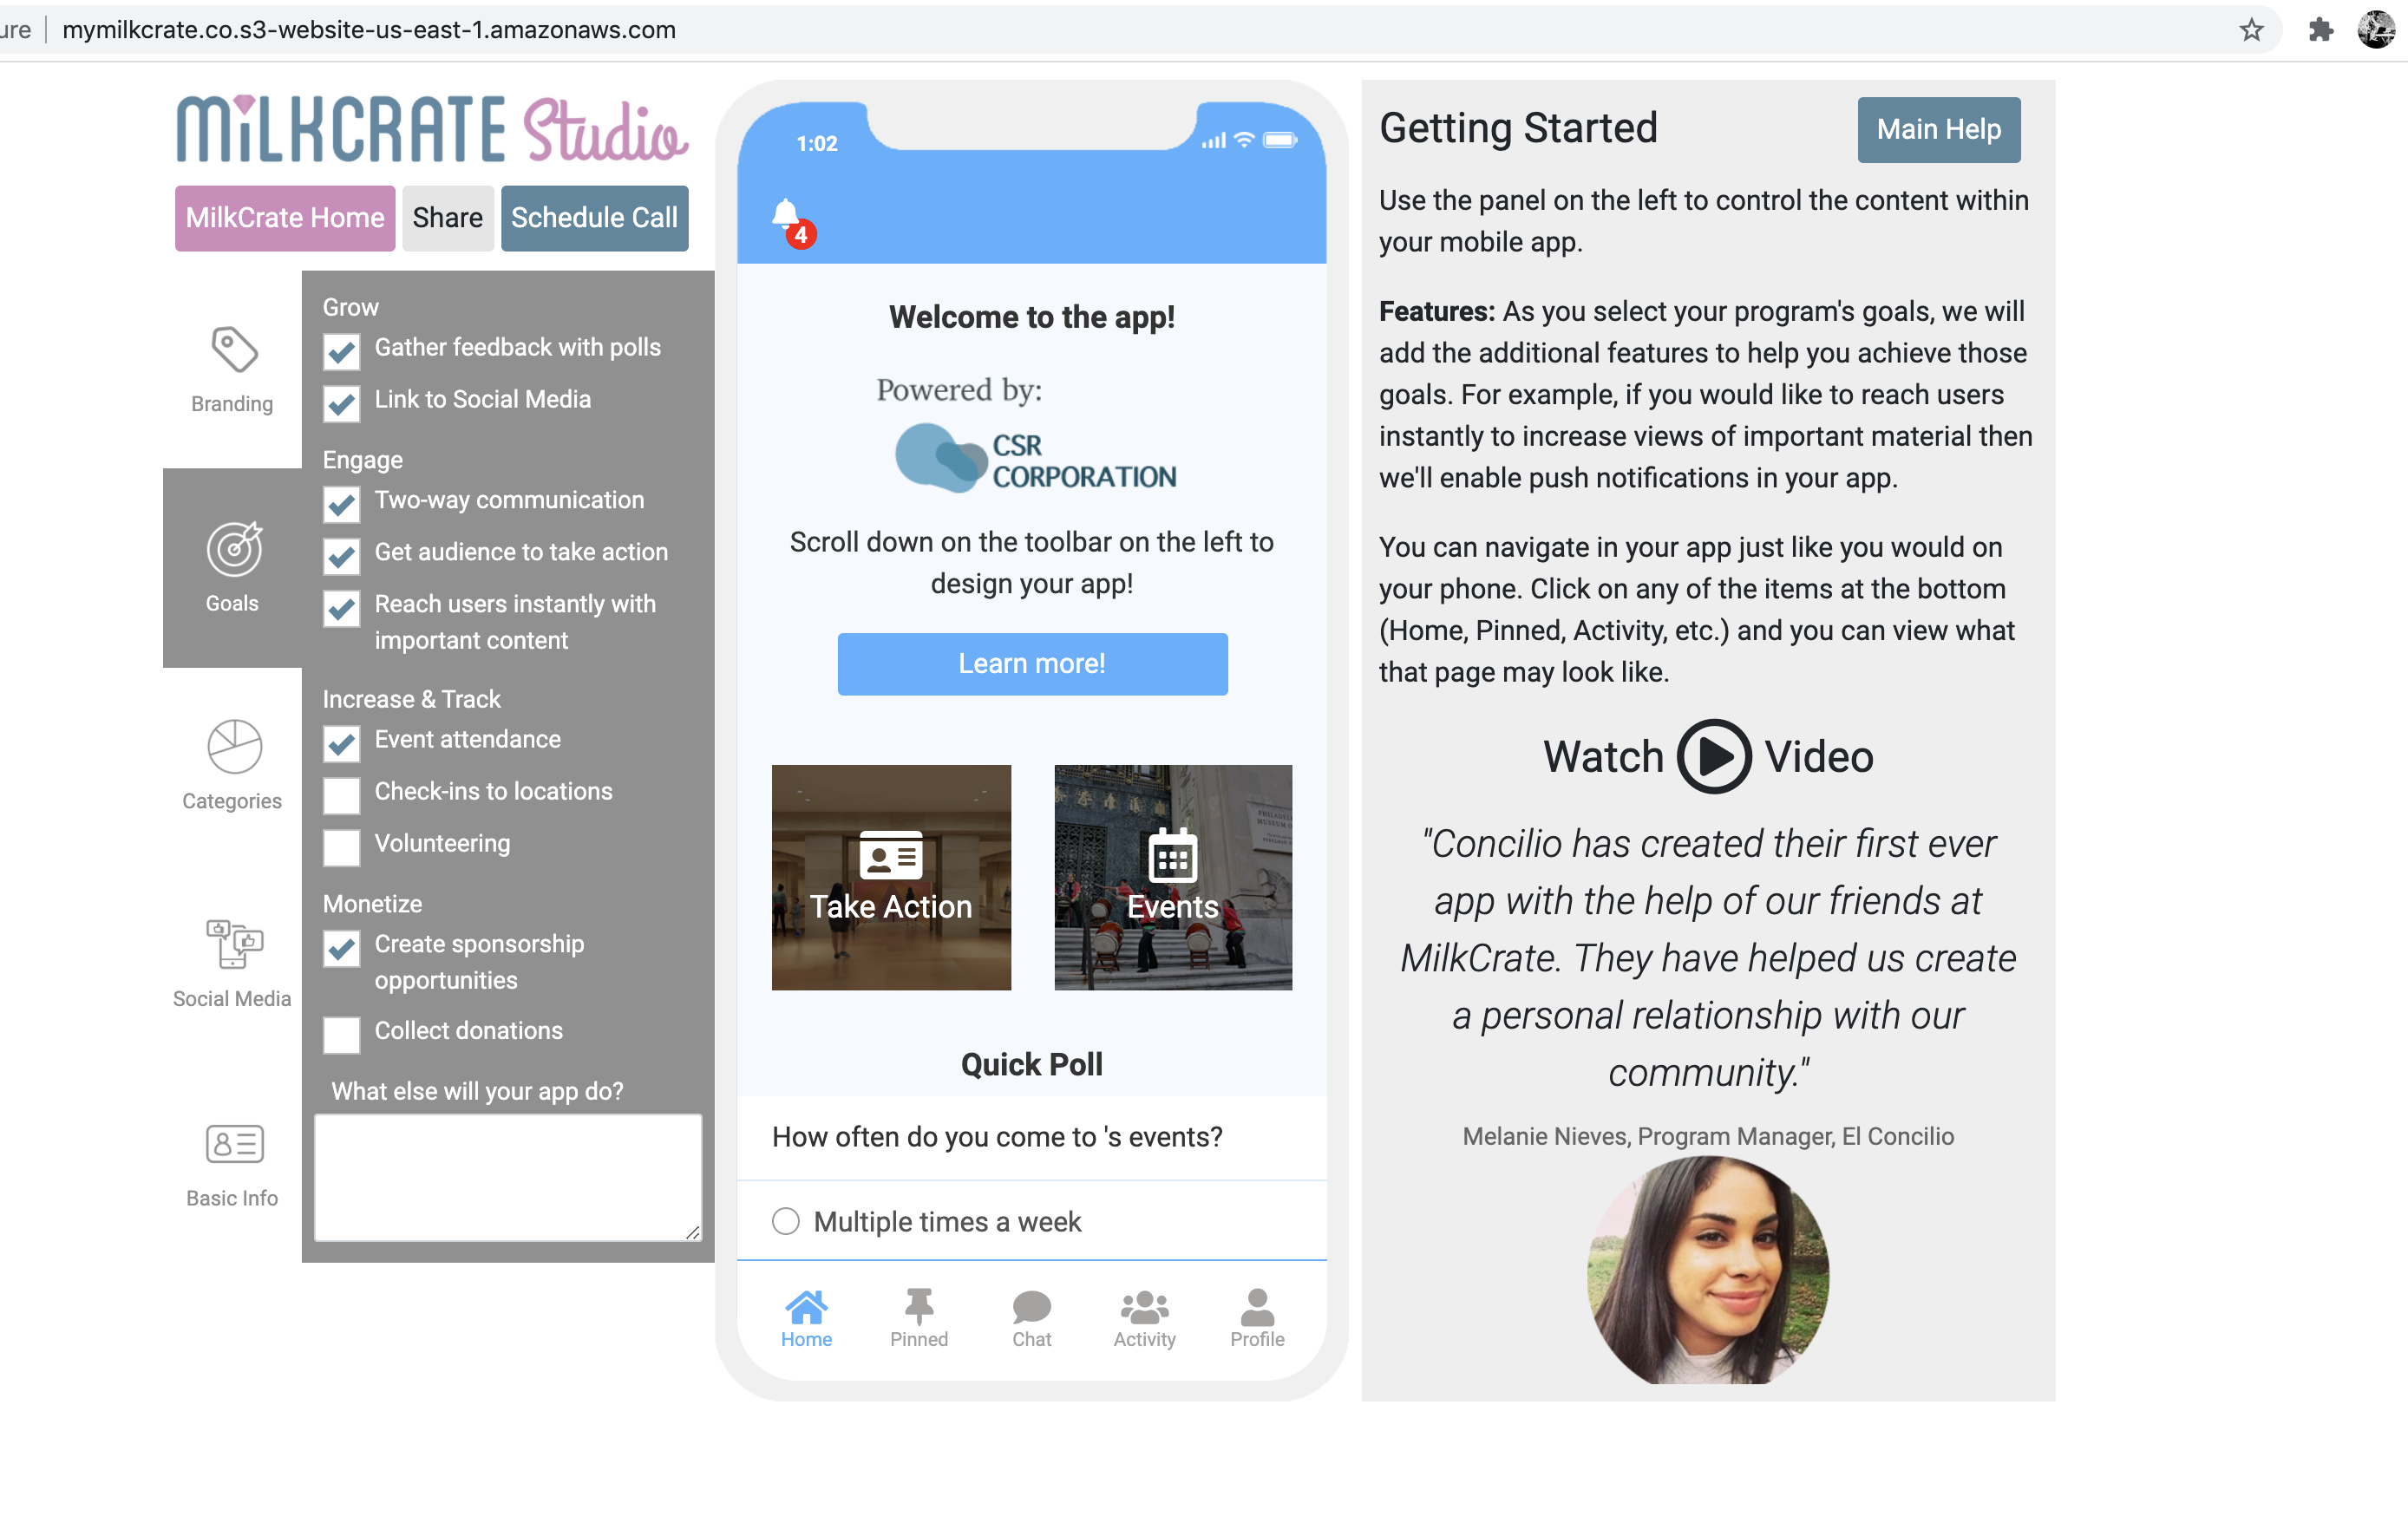 ure
mymilkcrate.co.s3-website-us-east-1.amazonaws.com
MiLKCRATE Studio
MilkCrate Home
Share
Schedule Call
Branding
Goals
Categories
Social Media
Basic Info
Grow
Gather feedback with polls
Link to Social Media
Engage
Two-way communication
Get audience to take action
Reach users instantly with
important content
Increase & Track
Event attendance
Check-ins to locations
Volunteering
Monetize
Create sponsorship
opportunities
Collect donations
What else will your app do?
1:02
4
Welcome to the app!
Powered by:
CSR
CORPORATION
Scroll down on the toolbar on the left to
design your app!
Learn more!
Take Action
Events
Quick Poll
How often do you come to 's events?
Multiple times a week
Home
Pinned
Chat
Activity
Profile
Getting Started
Main Help
Use the panel on the left to control the content within
your mobile app.
Features: As you select your program's goals, we will
add the additional features to help you achieve those
goals. For example, if you would like to reach users
instantly to increase views of important material then
we'll enable push notifications in your app.
You can navigate in your app just like you would on
your phone. Click on any of the items at the bottom
(Home, Pinned, Activity, etc.) and you can view what
that page may look like.
Watch Video
"Concilio has created their first ever
app with the help of our friends at
MilkCrate. They have helped us create
a personal relationship with our
community."
Melanie Nieves, Program Manager, El Concilio